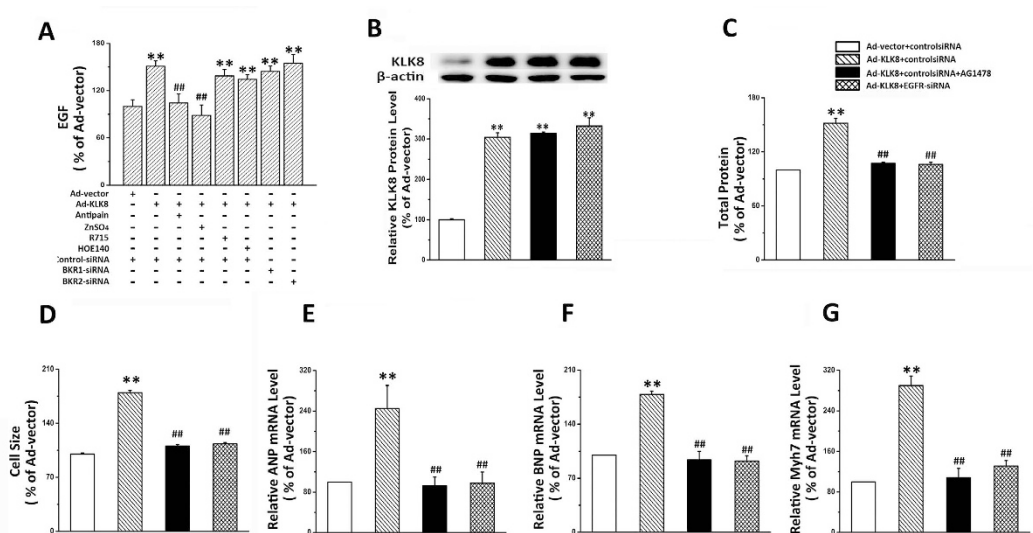 A
EGF
( % of Ad-vector)
180
120
60
0
** ## ## ** ** ** **
Ad-vector + - - - - - - -
Ad-KLK8 - + + + + + + +
Antipain - - + - - - - -
ZnSO₄ - - - + - - - -
R715 - - - - + - - -
HOE140 - - - - - + - -
Control-siRNA + + + + + + - -
BKR1-siRNA - - - - - - + -
BKR2-siRNA - - - - - - - +
B
KLK8
β-actin
Relative KLK8 Protein Level
(% of Ad-vector)
400
300
200
100
0
** ** **
C
Ad-vector+controlsiRNA
Ad-KLK8+controlsiRNA
Ad-KLK8+controlsiRNA+AG1478
Ad-KLK8+EGFR-siRNA
Total Protein
( % of Ad-vector)
180
120
60
0
** ## ##
D
Cell Size
( % of Ad-vector)
210
140
70
0
** ## ##
E
Relative ANP mRNA Level
( % of Ad-vector)
320
240
160
80
0
** ## ##
F
Relative BNP mRNA Level
( % of Ad-vector)
210
140
70
0
** ## ##
G
Relative Myh7 mRNA Level
( % of Ad-vector)
320
240
160
80
0
** ## ##